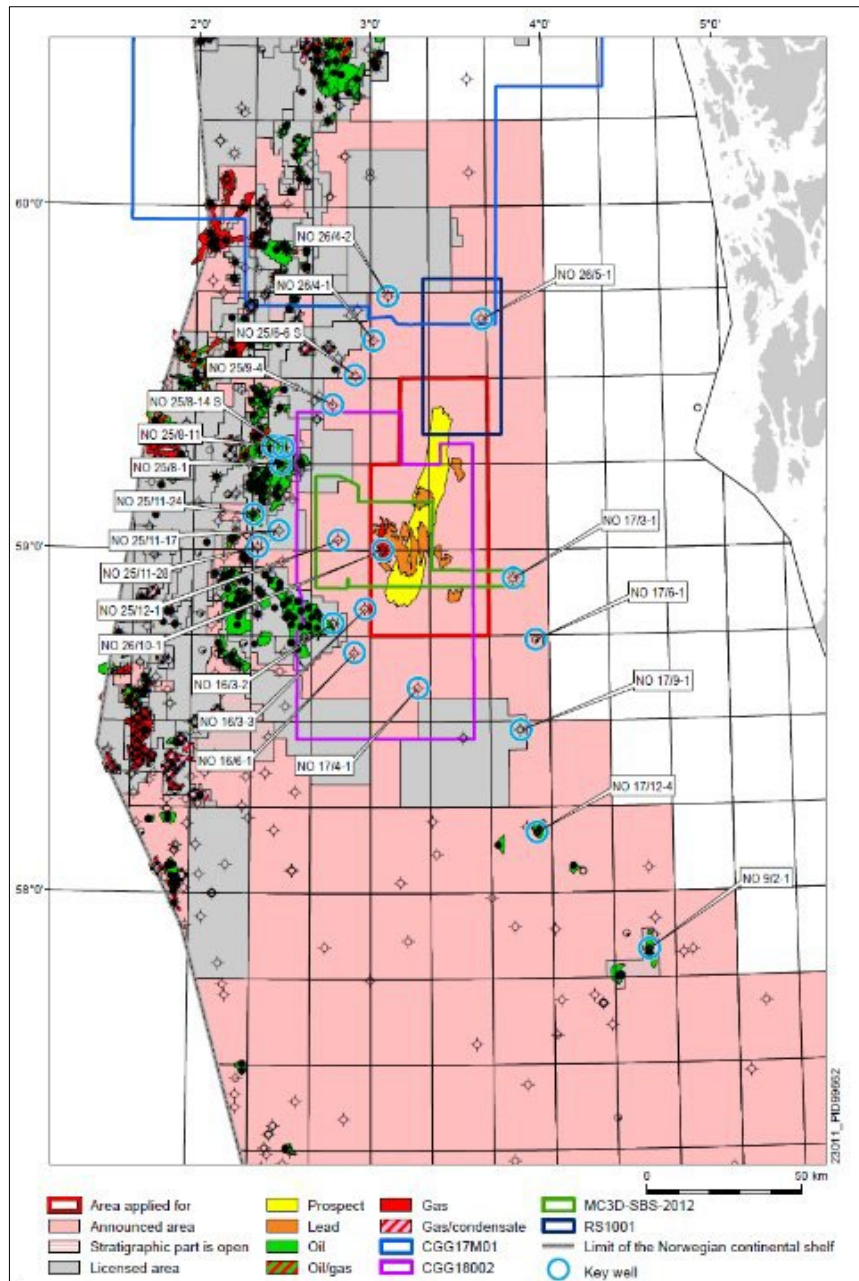 2°0'
3°0'
4°0'
5°0'
60°0'
NO 26/4-2
NO 26/5-1
NO 26/4-1
NO 25/6-6 S
NO 25/9-4
NO 25/8-14 S
NO 25/8-11
NO 25/8-1
NO 25/11-24
59°0'
NO 25/11-17
NO 17/3-1
NO 25/11-28
NO 25/12-1
NO 17/6-1
NO 26/10-1
NO 16/3-2
NO 17/9-1
NO 16/3-3
NO 16/6-1
NO 17/4-1
NO 17/12-4
58°0'
NO 9/2-1
23011_PID99662
0 50 km
Area applied for
Prospect
Gas
MC3D-SBS-2012
Announced area
Lead
Gas/condensate
RS1001
Stratigraphic part is open
Oil
CGG17M01
Limit of the Norwegian continental shelf
Licensed area
Oil/gas
CGG18002
Key well